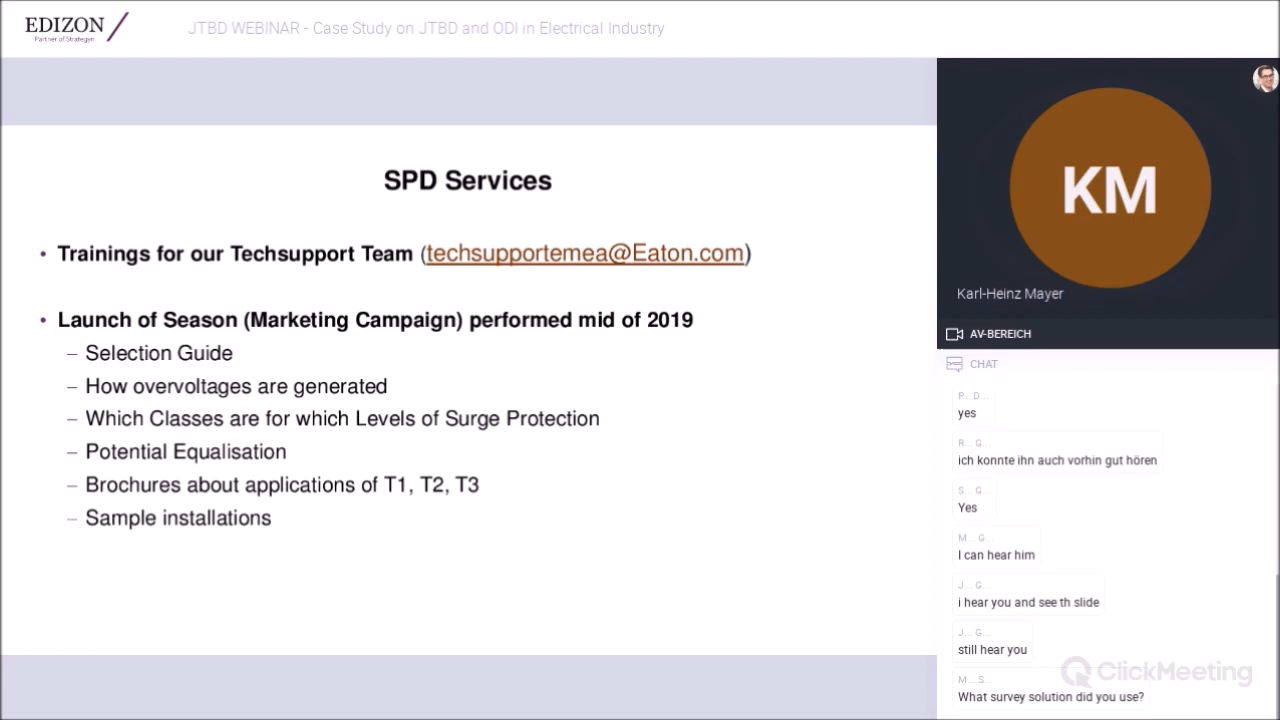 EDIZON
Partner of Strategyn
JTBD WEBINAR - Case Study on JTBD and ODI in Electrical Industry
SPD Services
• Trainings for our Techsupport Team (techsupportemea@Eaton.com)
• Launch of Season (Marketing Campaign) performed mid of 2019
– Selection Guide
– How overvoltages are generated
– Which Classes are for which Levels of Surge Protection
– Potential Equalisation
– Brochures about applications of T1, T2, T3
– Sample installations
KM
Karl-Heinz Mayer
AV-BEREICH
CHAT
P... D...
yes
R... G...
ich konnte ihn auch vorhin gut hören
S... G...
Yes
M... G...
I can hear him
J... G...
i hear you and see th slide
J... G...
still hear you
M... S...
What survey solution did you use?
ClickMeeting